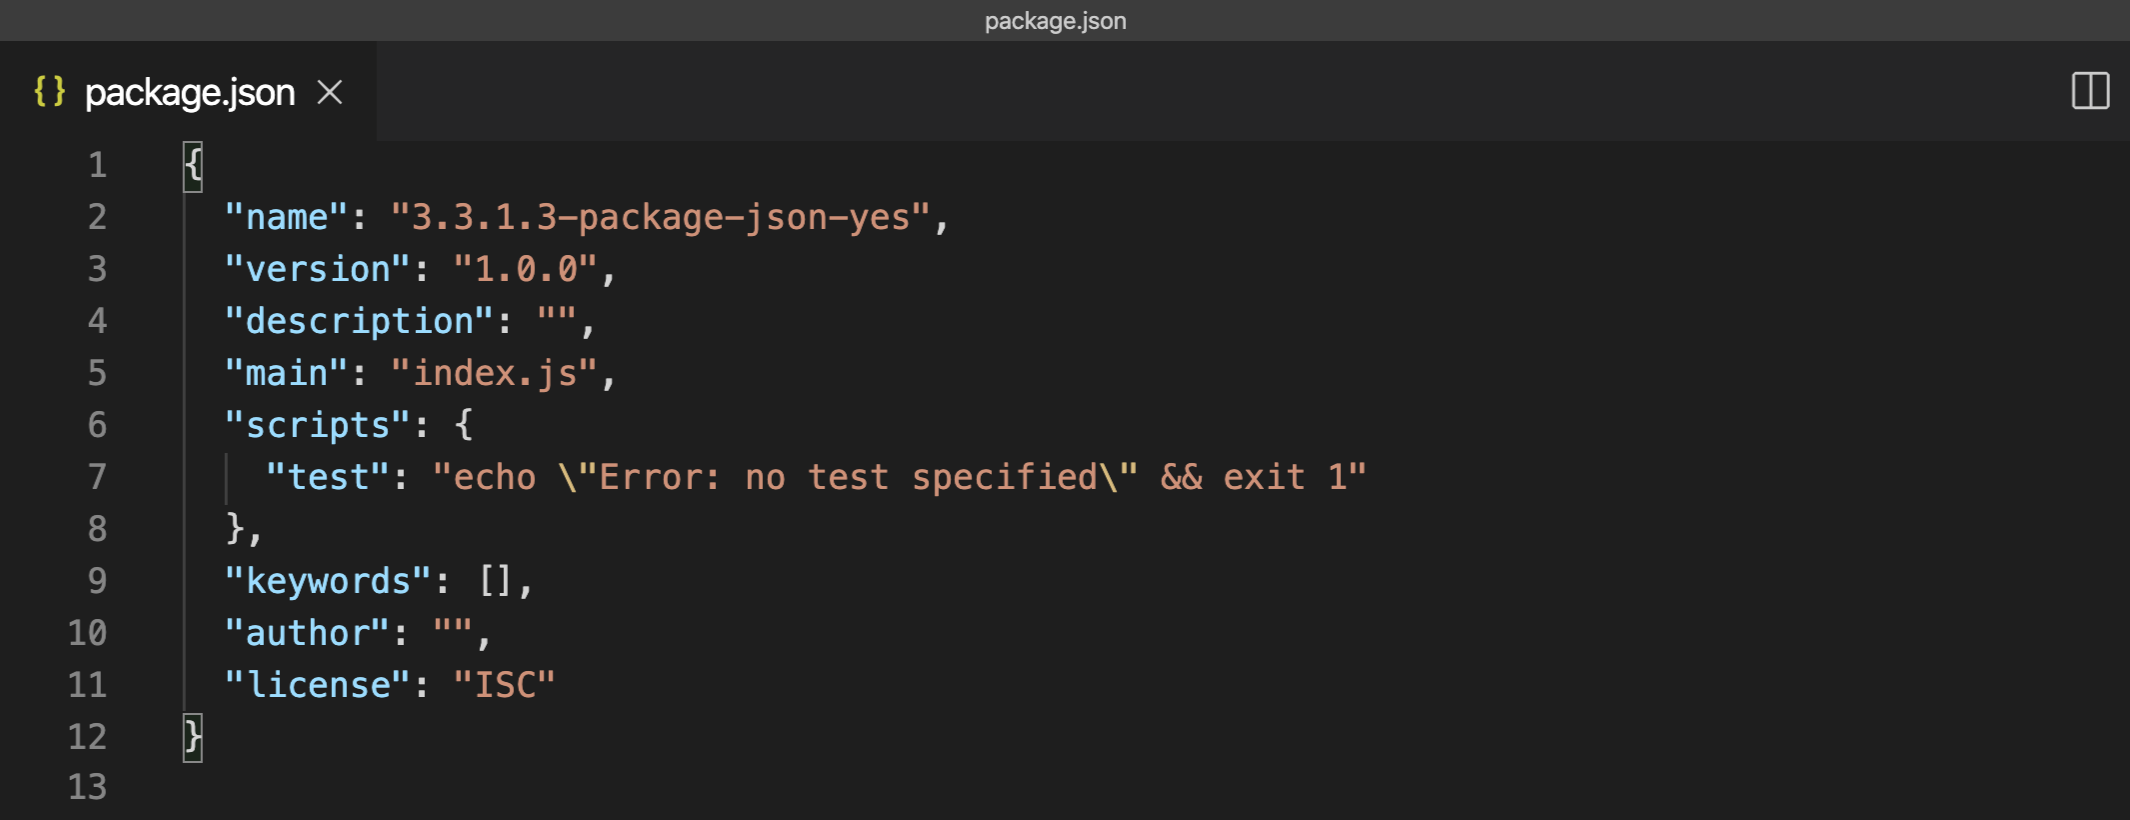 package.json
{} package.json ×
1 {
2   "name": "3.3.1.3-package-json-yes",
3   "version": "1.0.0",
4   "description": "",
5   "main": "index.js",
6   "scripts": {
7     "test": "echo \"Error: no test specified\" && exit 1"
8   },
9   "keywords": [],
10   "author": "",
11   "license": "ISC"
12 }
13